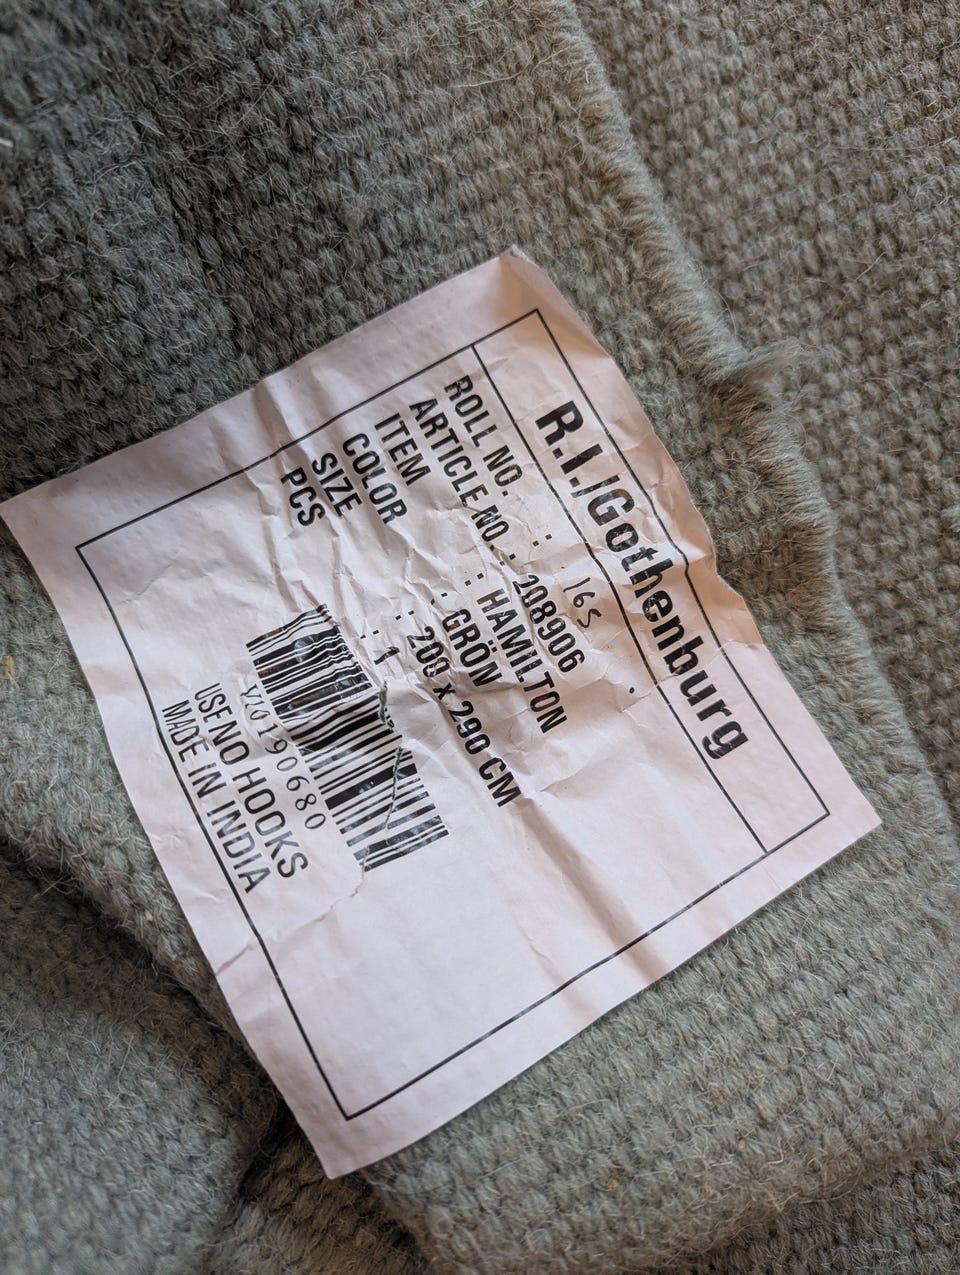 R.I./Gothenburg
ROLL NO. : 165
ARTICLE NO. : 208906
ITEM : HAMILTON
COLOR : GRÖN
SIZE : 200 X 290 CM
PCS : 1
Y10190680
USE NO HOOKS
MADE IN INDIA